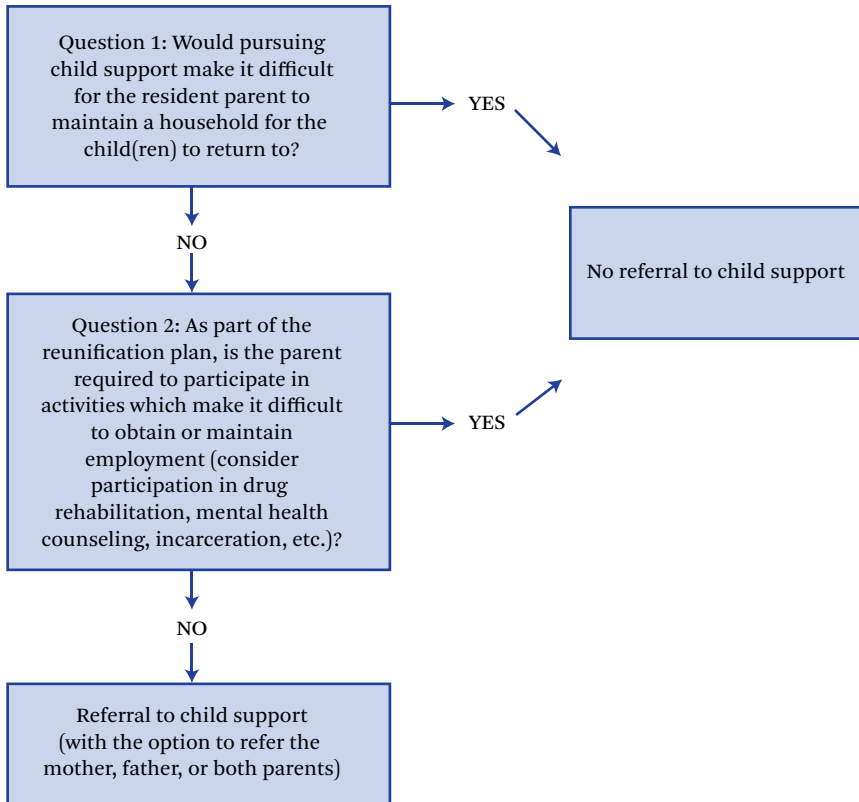 Question 1: Would pursuing
child support make it difficult
for the resident parent to
maintain a household for the
child(ren) to return to?
YES
No referral to child support
NO
Question 2: As part of the
reunification plan, is the parent
required to participate in
activities which make it difficult
to obtain or maintain
employment (consider
participation in drug
rehabilitation, mental health
counseling, incarceration, etc.)?
YES
NO
Referral to child support
(with the option to refer the
mother, father, or both parents)